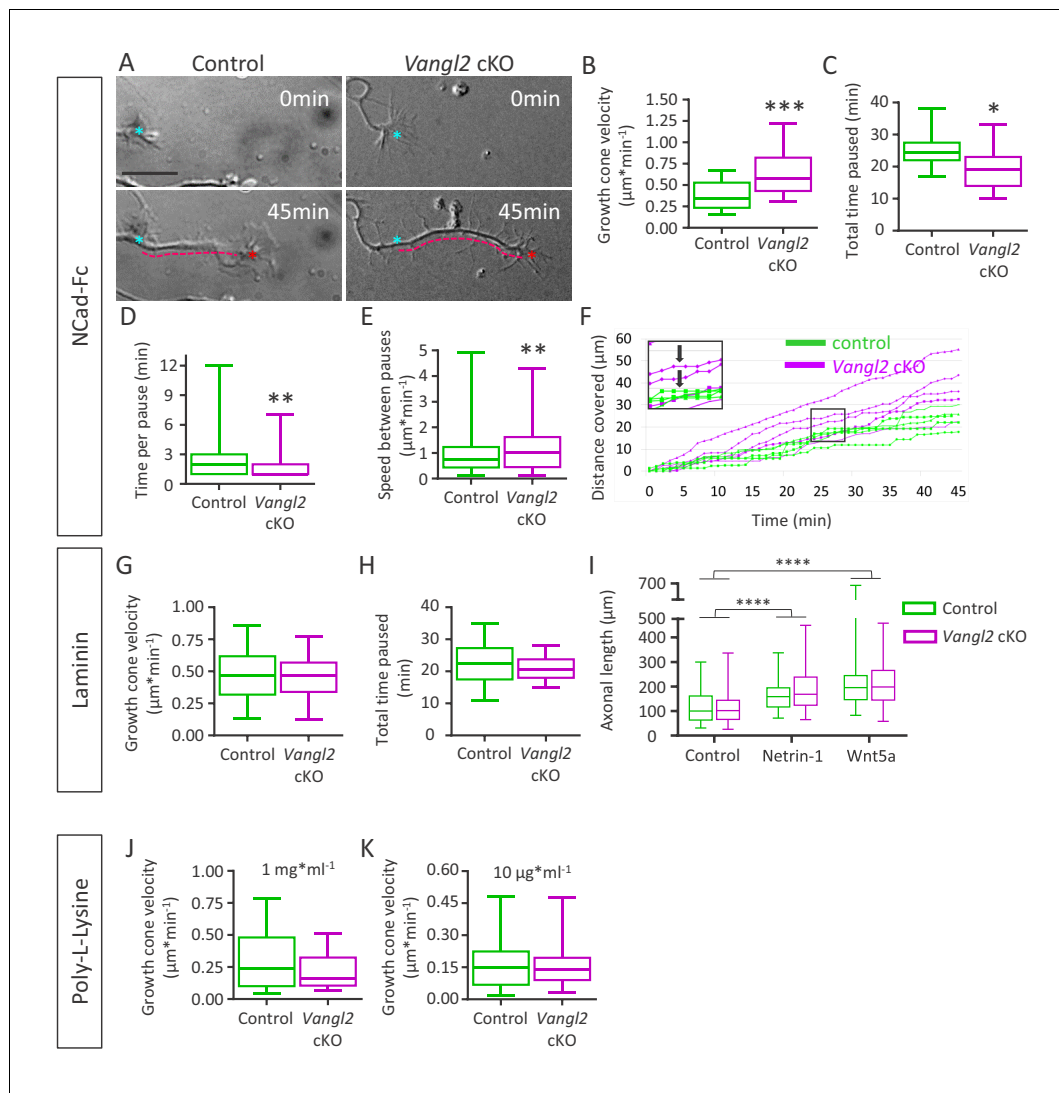 NCad-Fc
A
Control
Vangl2 cKO
0min
0min
45min
45min
*
*
*
*
B
Growth cone velocity
(µm*min-1)
1.50
1.25
1.00
0.75
0.50
0.25
0.00
***
Control
Vangl2
cKO
C
Total time paused (min)
40
30
20
10
0
*
Control
Vangl2
cKO
D
Time per pause (min)
12
9
6
3
0
**
Control
Vangl2
cKO
E
Speed between pauses
(µm*min-1)
5
4
3
2
1
0
**
Control
Vangl2
cKO
F
Distance covered (µm)
60
50
40
30
20
10
0
control
Vangl2 cKO
0 5 10 15 20 25 30 35 40 45
Time (min)
Laminin
G
Growth cone velocity
(µm*min-1)
1.00
0.75
0.50
0.25
0.00
Control
Vangl2
cKO
H
Total time paused
(min)
40
30
20
10
0
Control
Vangl2
cKO
I
Axonal length (µm)
700
500
400
300
200
100
0
****
****
Control
Vangl2 cKO
Control
Netrin-1
Wnt5a
Poly-L-Lysine
J
Growth cone velocity
(µm*min-1)
1.00
0.75
0.50
0.25
0.00
1 mg*ml-1
Control
Vangl2
cKO
K
Growth cone velocity
(µm*min-1)
0.60
0.45
0.30
0.15
0.00
10 µg*ml-1
Control
Vangl2
cKO